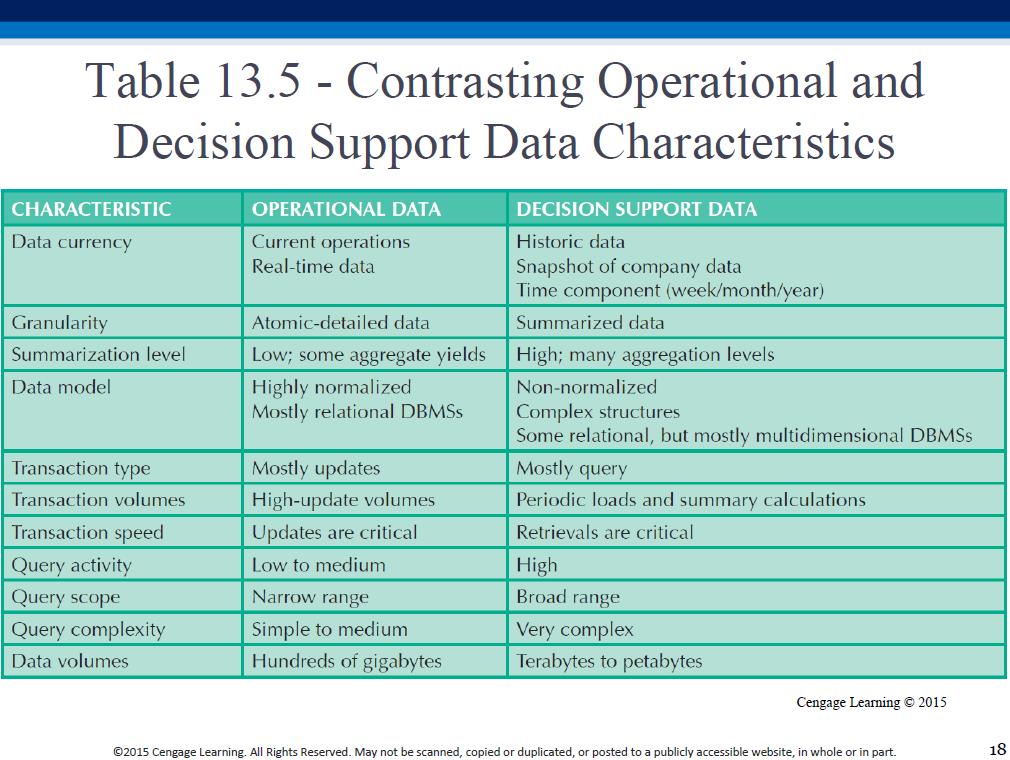 Table 13.5 - Contrasting Operational and
Decision Support Data Characteristics
CHARACTERISTIC OPERATIONAL DATA DECISION SUPPORT DATA
Data currency Current operations Historic data
Real-time data Snapshot of company data
Time component (week/month/year)
Granularity Atomic-detailed data Summarized data
Summarization level Low; some aggregate yields High; many aggregation levels
Data model Highly normalized Non-normalized
Mostly relational DBMSs Complex structures
Some relational, but mostly multidimensional DBMSs
Transaction type Mostly updates Mostly query
Transaction volumes High-update volumes Periodic loads and summary calculations
Transaction speed Updates are critical Retrievals are critical
Query activity Low to medium High
Query scope Narrow range Broad range
Query complexity Simple to medium Very complex
Data volumes Hundreds of gigabytes Terabytes to petabytes
Cengage Learning © 2015
©2015 Cengage Learning. All Rights Reserved. May not be scanned, copied or duplicated, or posted to a publicly accessible website, in whole or in part.
18